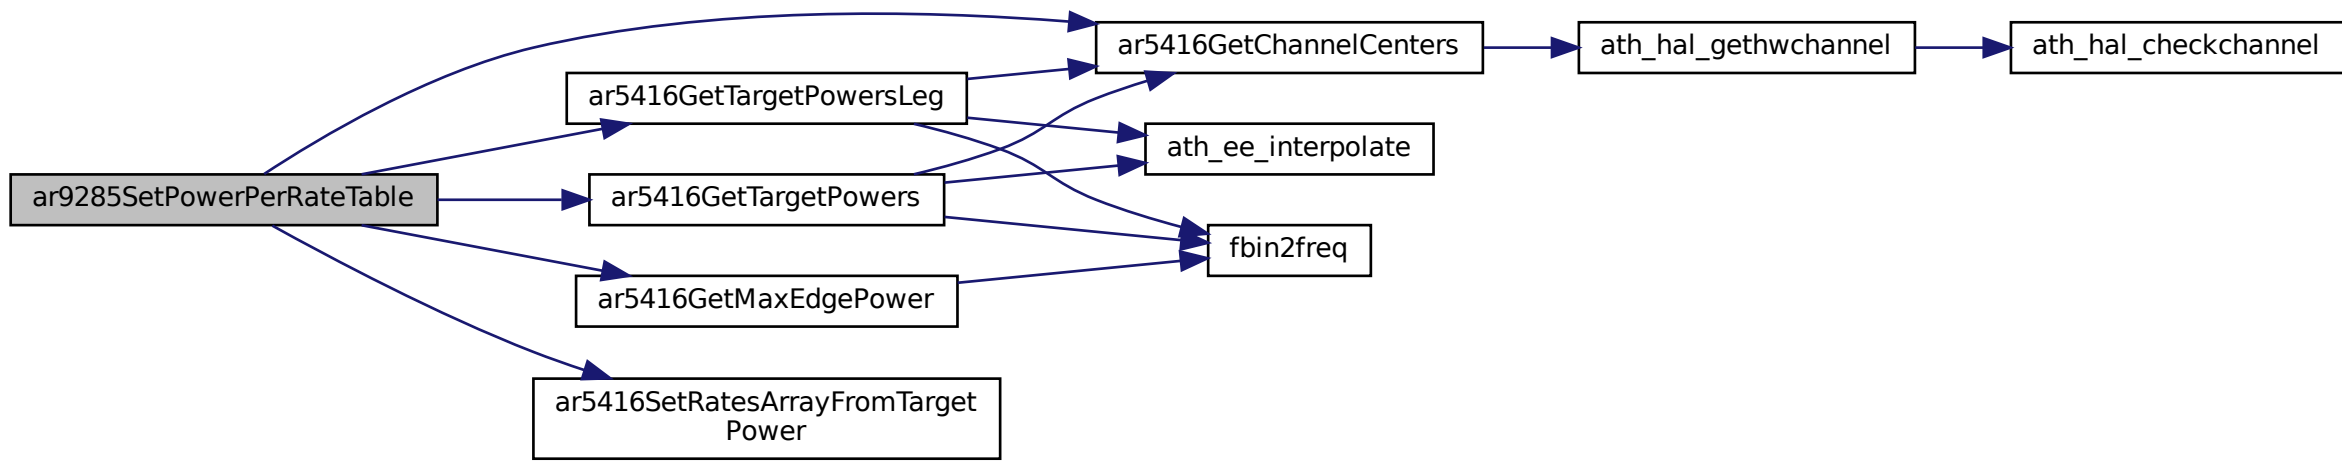 ar9285SetPowerPerRateTable
ar5416GetTargetPowersLeg
ar5416GetTargetPowers
ar5416GetMaxEdgePower
ar5416SetRatesArrayFromTarget
Power
ar5416GetChannelCenters
ath_ee_interpolate
fbin2freq
ath_hal_gethwchannel
ath_hal_checkchannel